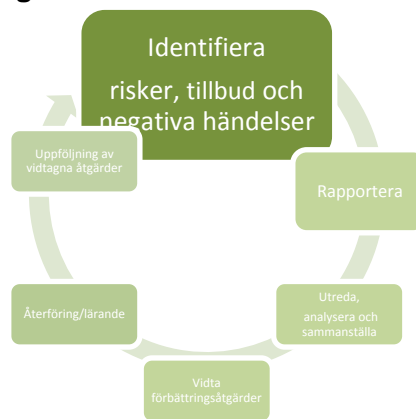 g
Identifiera
risker, tillbud och
negativa händelser
Rapportera
Utreda,
analysera och
sammanställa
Vidta
förbättringsåtgärder
Återföring/lärande
Uppföljning av
vidtagna åtgärder